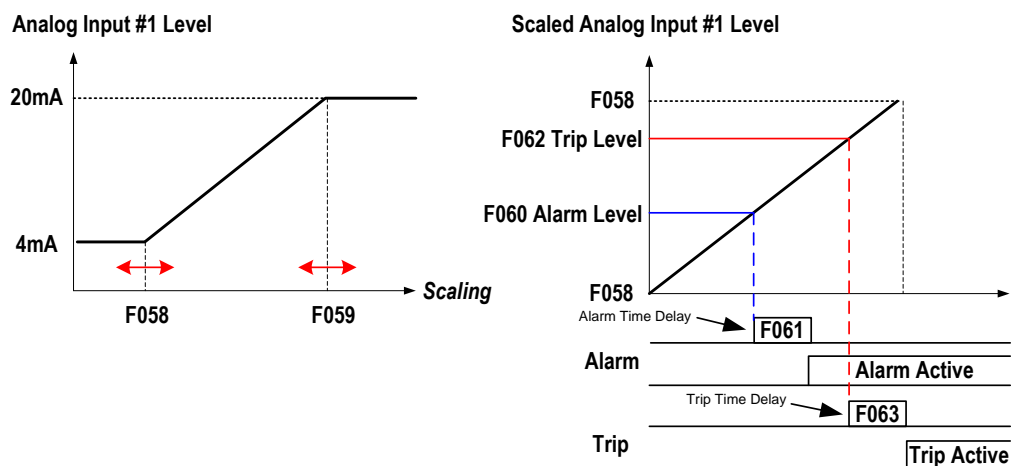 Analog Input #1 Level
20mA
4mA
Scaling
F058
F059
Scaled Analog Input #1 Level
F058
F062 Trip Level
F060 Alarm Level
F058
Alarm Time Delay
F061
Alarm
Alarm Active
Trip Time Delay
F063
Trip
Trip Active